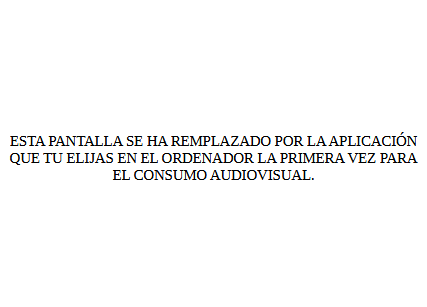 ESTA PANTALLA SE HA REMPLAZADO POR LA APLICACIÓN
QUE TU ELIJAS EN EL ORDENADOR LA PRIMERA VEZ PARA
EL CONSUMO AUDIOVISUAL.